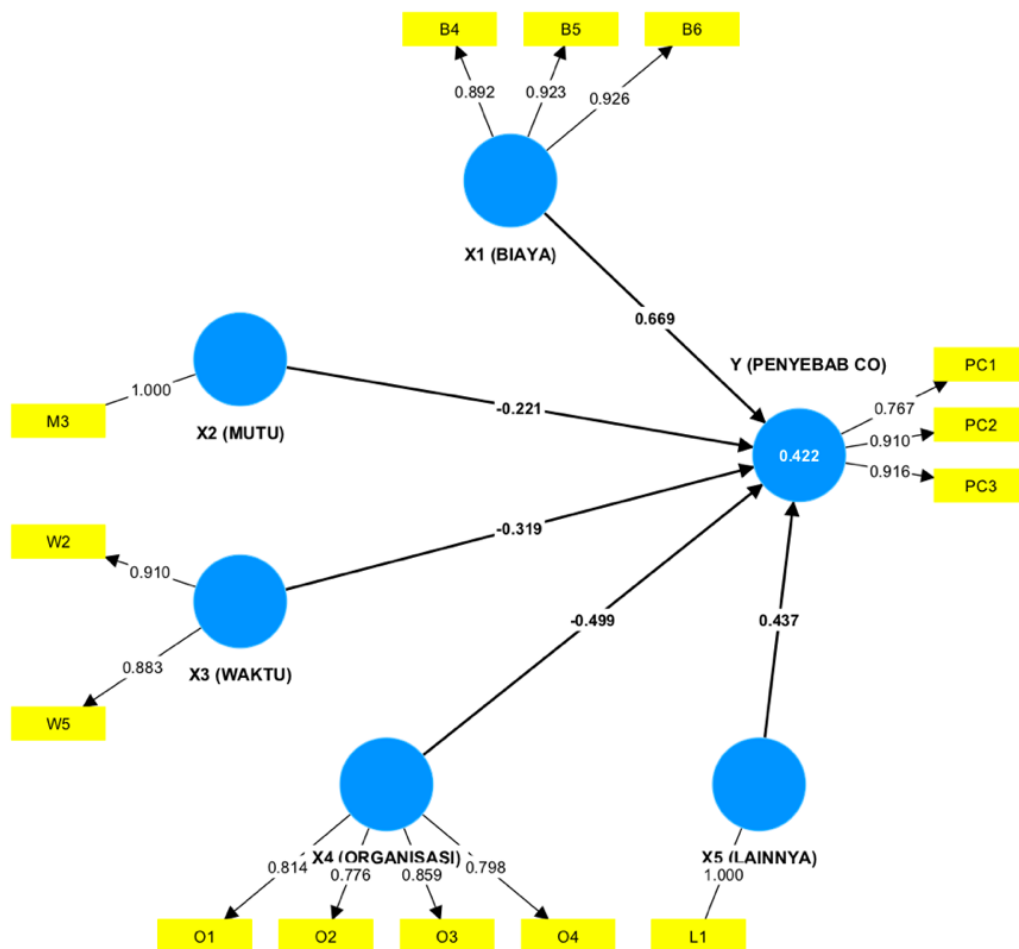 B4
B5
B6
0.892
0.923
0.926
X1 (BIAYA)
0.669
Y (PENYEBAB CO)
PC1
0.767
1.000
M3
X2 (MUTU)
-0.221
0.422
0.910
PC2
0.916
PC3
W2
0.910
-0.319
0.883
X3 (WAKTU)
W5
-0.499
0.437
X4 (ORGANISASI)
X5 (LAINNYA)
0.814
0.776
0.859
0.798
1.000
O1
O2
O3
O4
L1